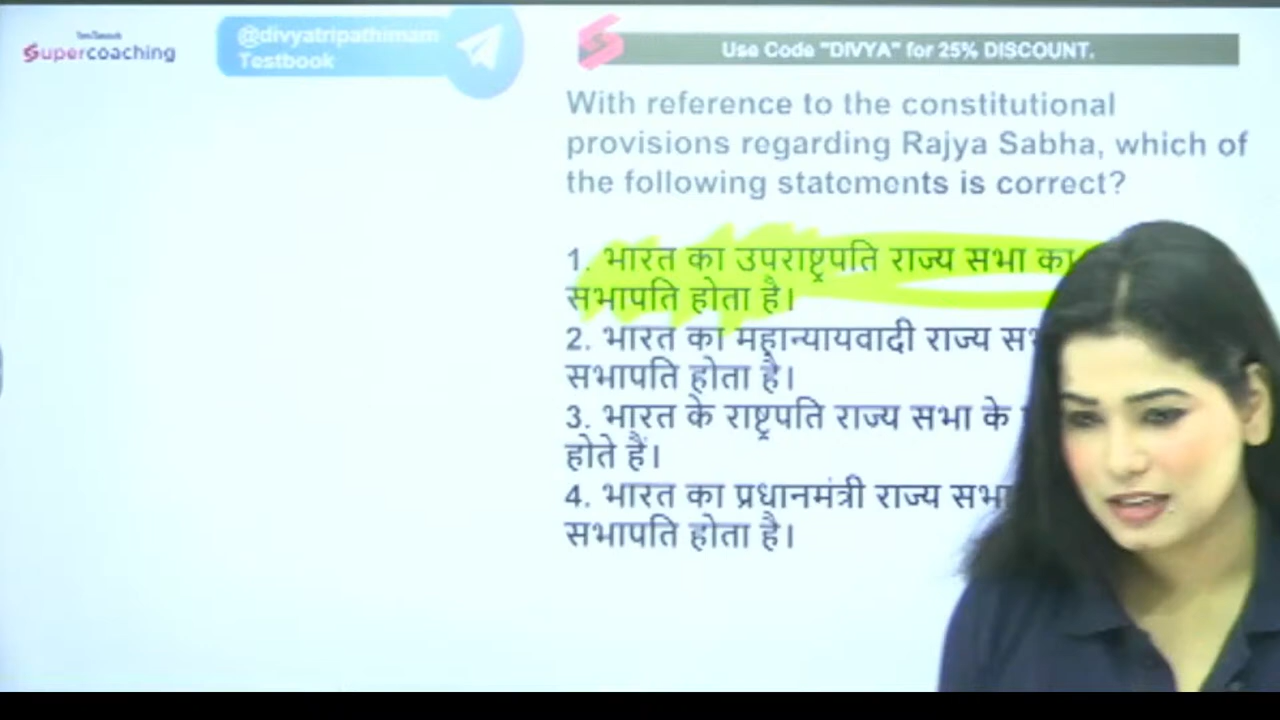 Testbook
Supercoaching
@divyatripathimam
Testbook
Use Code "DIVYA" for 25% DISCOUNT.
With reference to the constitutional
provisions regarding Rajya Sabha, which of
the following statements is correct?
1. भारत का उपराष्ट्रपति राज्य सभा का
सभापति होता है।
2. भारत का महान्यायवादी राज्य
सभापति होता है।
3. भारत के राष्ट्रपति राज्य सभा के
होते हैं।
4. भारत का प्रधानमंत्री राज्य सभा
सभापति होता है।